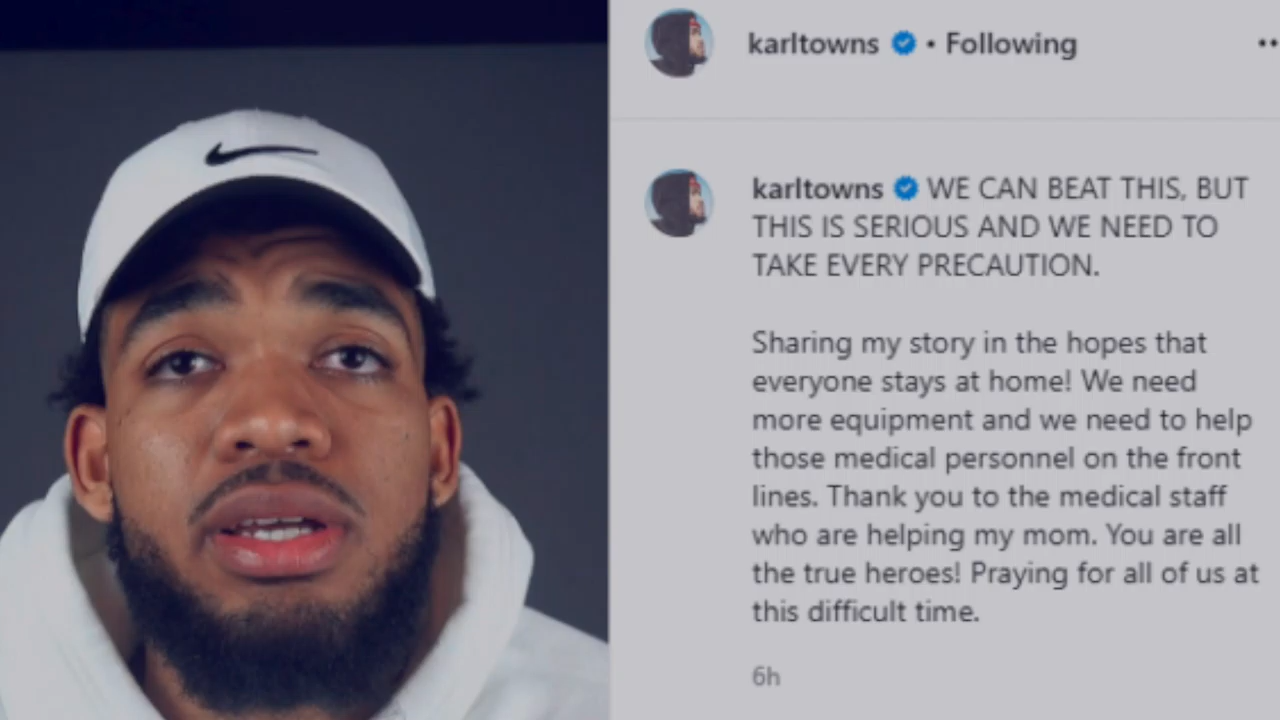 karltowns • Following
karltowns WE CAN BEAT THIS, BUT
THIS IS SERIOUS AND WE NEED TO
TAKE EVERY PRECAUTION.
Sharing my story in the hopes that
everyone stays at home! We need
more equipment and we need to help
those medical personnel on the front
lines. Thank you to the medical staff
who are helping my mom. You are all
the true heroes! Praying for all of us at
this difficult time.
6h